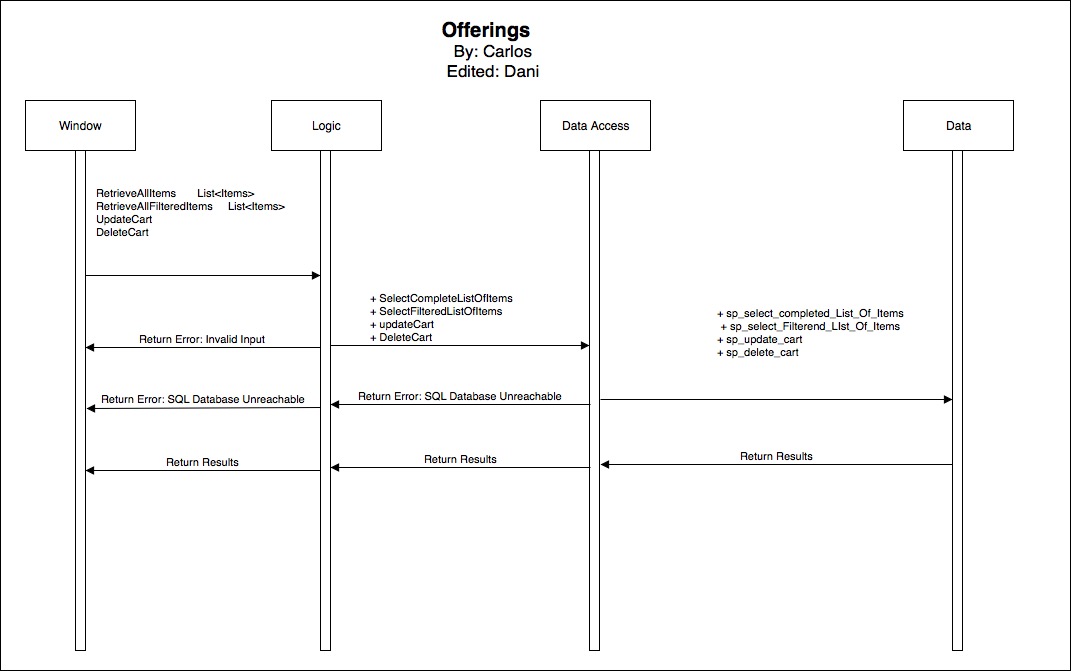 Offerings
By: Carlos
Edited: Dani
Window
Logic
Data Access
Data
RetrieveAllItems List<Items>
RetrieveAllFilteredItems List<Items>
UpdateCart
DeleteCart
+ SelectCompleteListOfItems
+ SelectFilteredListOfItems
+ updateCart
+ DeleteCart
+ sp_select_completed_List_Of_Items
+ sp_select_Filterend_LIst_Of_Items
+ sp_update_cart
+ sp_delete_cart
Return Error: Invalid Input
Return Error: SQL Database Unreachable
Return Error: SQL Database Unreachable
Return Results
Return Results
Return Results